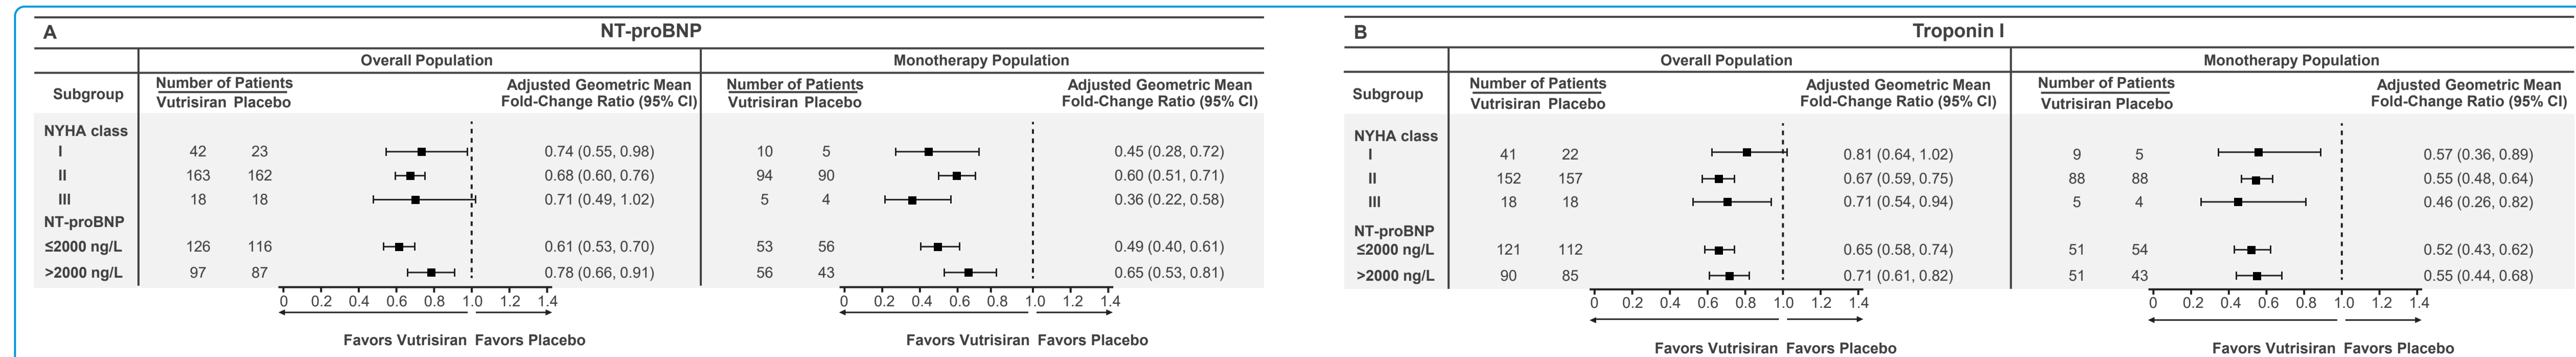 A NT-proBNP
Overall Population Monotherapy Population
Subgroup Number of Patients Adjusted Geometric Mean Number of Patients Adjusted Geometric Mean
Vutrisiran Placebo Fold-Change Ratio (95% CI) Vutrisiran Placebo Fold-Change Ratio (95% CI)
NYHA class
I 42 23 0.74 (0.55, 0.98) 10 5 0.45 (0.28, 0.72)
II 163 162 0.68 (0.60, 0.76) 94 90 0.60 (0.51, 0.71)
III 18 18 0.71 (0.49, 1.02) 5 4 0.36 (0.22, 0.58)
NT-proBNP
≤2000 ng/L 126 116 0.61 (0.53, 0.70) 53 56 0.49 (0.40, 0.61)
>2000 ng/L 97 87 0.78 (0.66, 0.91) 56 43 0.65 (0.53, 0.81)
0 0.2 0.4 0.6 0.8 1.0 1.2 1.4 0 0.2 0.4 0.6 0.8 1.0 1.2 1.4
Favors Vutrisiran Favors Placebo Favors Vutrisiran Favors Placebo
B Troponin I
Overall Population Monotherapy Population
Subgroup Number of Patients Adjusted Geometric Mean Number of Patients Adjusted Geometric Mean
Vutrisiran Placebo Fold-Change Ratio (95% CI) Vutrisiran Placebo Fold-Change Ratio (95% CI)
NYHA class
I 41 22 0.81 (0.64, 1.02) 9 5 0.57 (0.36, 0.89)
II 152 157 0.67 (0.59, 0.75) 88 88 0.55 (0.48, 0.64)
III 18 18 0.71 (0.54, 0.94) 5 4 0.46 (0.26, 0.82)
NT-proBNP
≤2000 ng/L 121 112 0.65 (0.58, 0.74) 51 54 0.52 (0.43, 0.62)
>2000 ng/L 90 85 0.71 (0.61, 0.82) 51 43 0.55 (0.44, 0.68)
0 0.2 0.4 0.6 0.8 1.0 1.2 1.4 0 0.2 0.4 0.6 0.8 1.0 1.2 1.4
Favors Vutrisiran Favors Placebo Favors Vutrisiran Favors Placebo